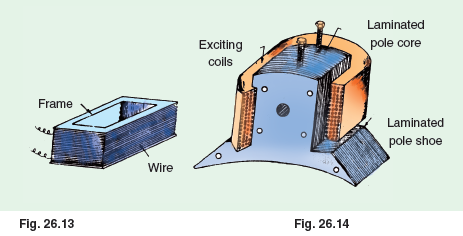 Laminated
pole core
Exciting
coils
Frame
Laminated
pole shoe
Wire
Fig. 26.13
Fig. 26.14